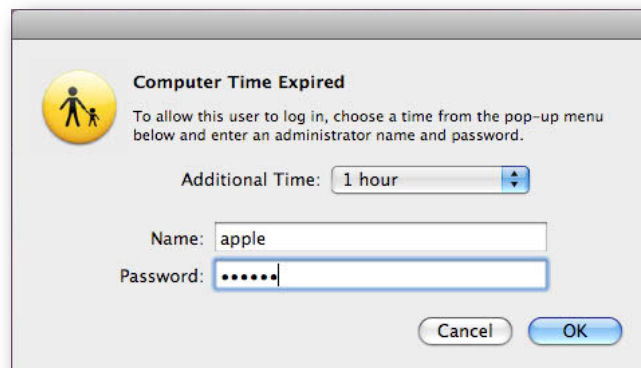 Computer Time Expired
To allow this user to log in, choose a time from the pop-up menu
below and enter an administrator name and password.
Additional Time: 1 hour
Name: apple
Password: ••••••
Cancel OK